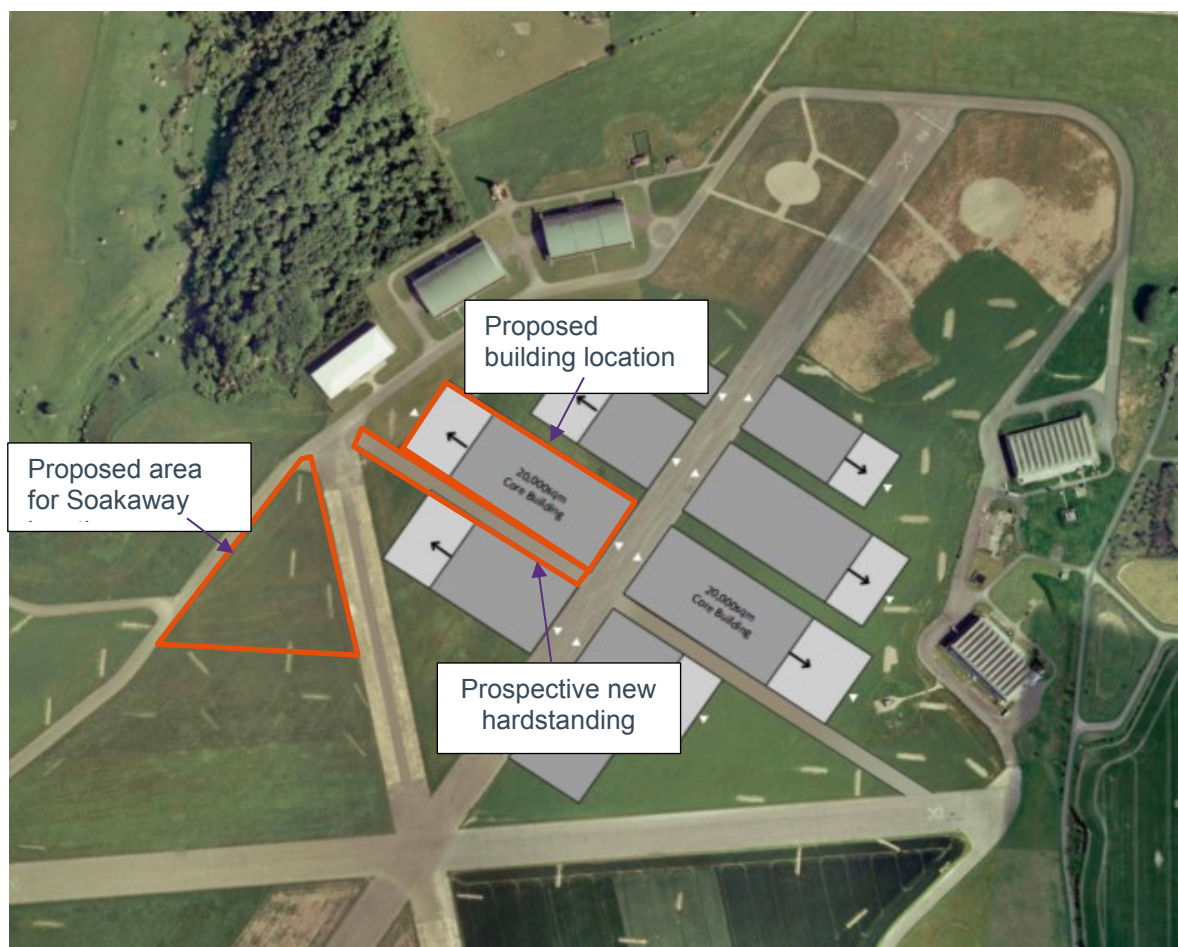 Proposed
building location
Proposed area
for Soakaway
20,000sqm
Core Building
20,000sqm
Core Building
Prospective new
hardstanding